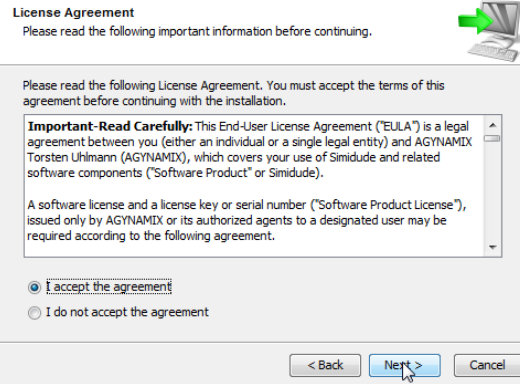 License Agreement
Please read the following important information before continuing.
Please read the following License Agreement. You must accept the terms of this
agreement before continuing with the installation.
Important-Read Carefully: This End-User License Agreement ("EULA") is a legal
agreement between you (either an individual or a single legal entity) and AGYNAMIX
Torsten Uhlmann (AGYNAMIX), which covers your use of Simidude and related
software components ("Software Product" or Simidude).
A software license and a license key or serial number ("Software Product License"),
issued only by AGYNAMIX or its authorized agents to a designated user may be
required according to the following agreement.
I accept the agreement
I do not accept the agreement
< Back
Next >
Cancel